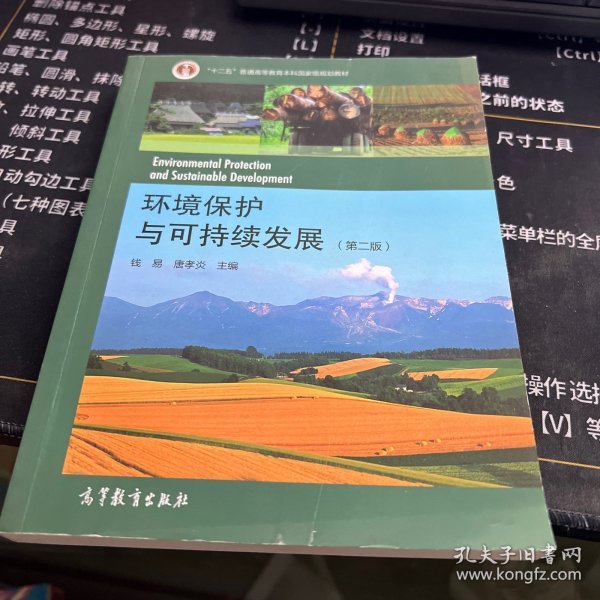 删除锚点工具
椭圆、多边形、星形、螺旋
矩形、圆角矩形工具
画笔工具
铅笔、圆滑、抹除
转、转动工具
、拉伸工具
倾斜工具
形工具
自动勾边工具
(七种图表
具
【L】
【M】
文档设置
打印
【Ctrl】
【Ctrl
话框
之前的状态
尺寸工具
色
菜单栏的全屏
操作选择
【V】等
"十二五"普通高等教育本科国家级规划教材
Environmental Protection
and Sustainable Development
环境保护
与可持续发展(第二版)
钱 易 唐孝炎 主编
高等教育出版社
孔夫子旧书网
www.kongfz.com